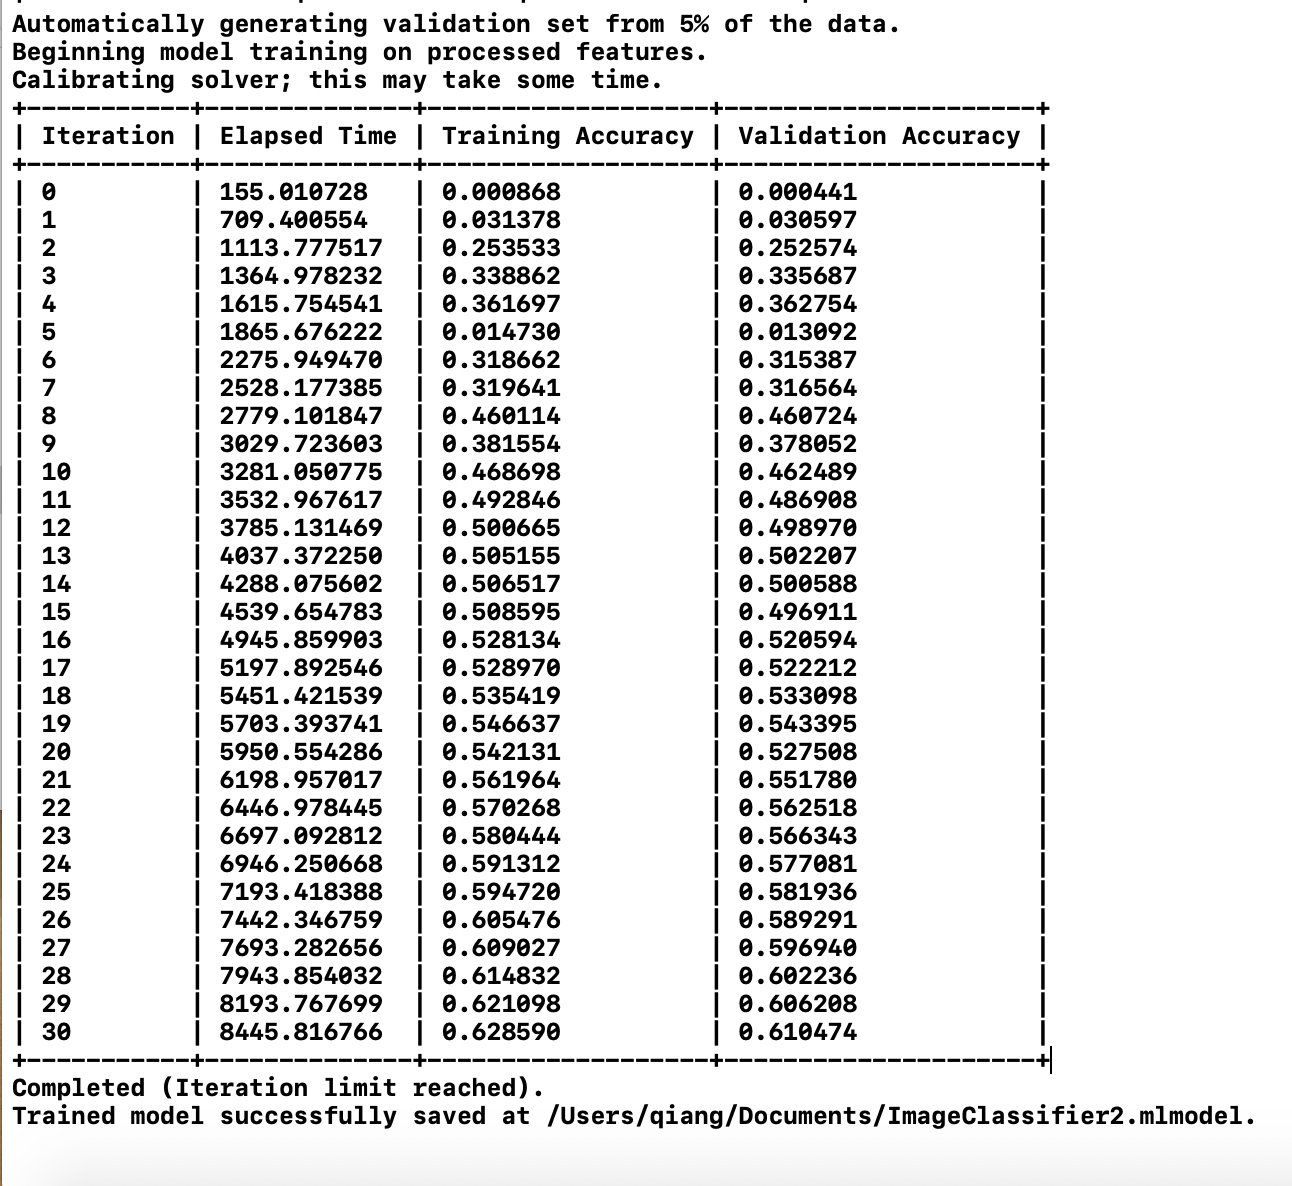 Automatically generating validation set from 5% of the data.
Beginning model training on processed features.
Calibrating solver; this may take some time.
+-----------+--------------+-------------------+---------------------+
| Iteration | Elapsed Time | Training Accuracy | Validation Accuracy |
+-----------+--------------+-------------------+---------------------+
| 0         | 155.010728   | 0.000868          | 0.000441            |
| 1         | 709.400554   | 0.031378          | 0.030597            |
| 2         | 1113.777517  | 0.253533          | 0.252574            |
| 3         | 1364.978232  | 0.338862          | 0.335687            |
| 4         | 1615.754541  | 0.361697          | 0.362754            |
| 5         | 1865.676222  | 0.014730          | 0.013092            |
| 6         | 2275.949470  | 0.318662          | 0.315387            |
| 7         | 2528.177385  | 0.319641          | 0.316564            |
| 8         | 2779.101847  | 0.460114          | 0.460724            |
| 9         | 3029.723603  | 0.381554          | 0.378052            |
| 10        | 3281.050775  | 0.468698          | 0.462489            |
| 11        | 3532.967617  | 0.492846          | 0.486908            |
| 12        | 3785.131469  | 0.500665          | 0.498970            |
| 13        | 4037.372250  | 0.505155          | 0.502207            |
| 14        | 4288.075602  | 0.506517          | 0.500588            |
| 15        | 4539.654783  | 0.508595          | 0.496911            |
| 16        | 4945.859903  | 0.528134          | 0.520594            |
| 17        | 5197.892546  | 0.528970          | 0.522212            |
| 18        | 5451.421539  | 0.535419          | 0.533098            |
| 19        | 5703.393741  | 0.546637          | 0.543395            |
| 20        | 5950.554286  | 0.542131          | 0.527508            |
| 21        | 6198.957017  | 0.561964          | 0.551780            |
| 22        | 6446.978445  | 0.570268          | 0.562518            |
| 23        | 6697.092812  | 0.580444          | 0.566343            |
| 24        | 6946.250668  | 0.591312          | 0.577081            |
| 25        | 7193.418388  | 0.594720          | 0.581936            |
| 26        | 7442.346759  | 0.605476          | 0.589291            |
| 27        | 7693.282656  | 0.609027          | 0.596940            |
| 28        | 7943.854032  | 0.614832          | 0.602236            |
| 29        | 8193.767699  | 0.621098          | 0.606208            |
| 30        | 8445.816766  | 0.628590          | 0.610474            |
+-----------+--------------+-------------------+---------------------+
Completed (Iteration limit reached).
Trained model successfully saved at /Users/qiang/Documents/ImageClassifier2.mlmodel.